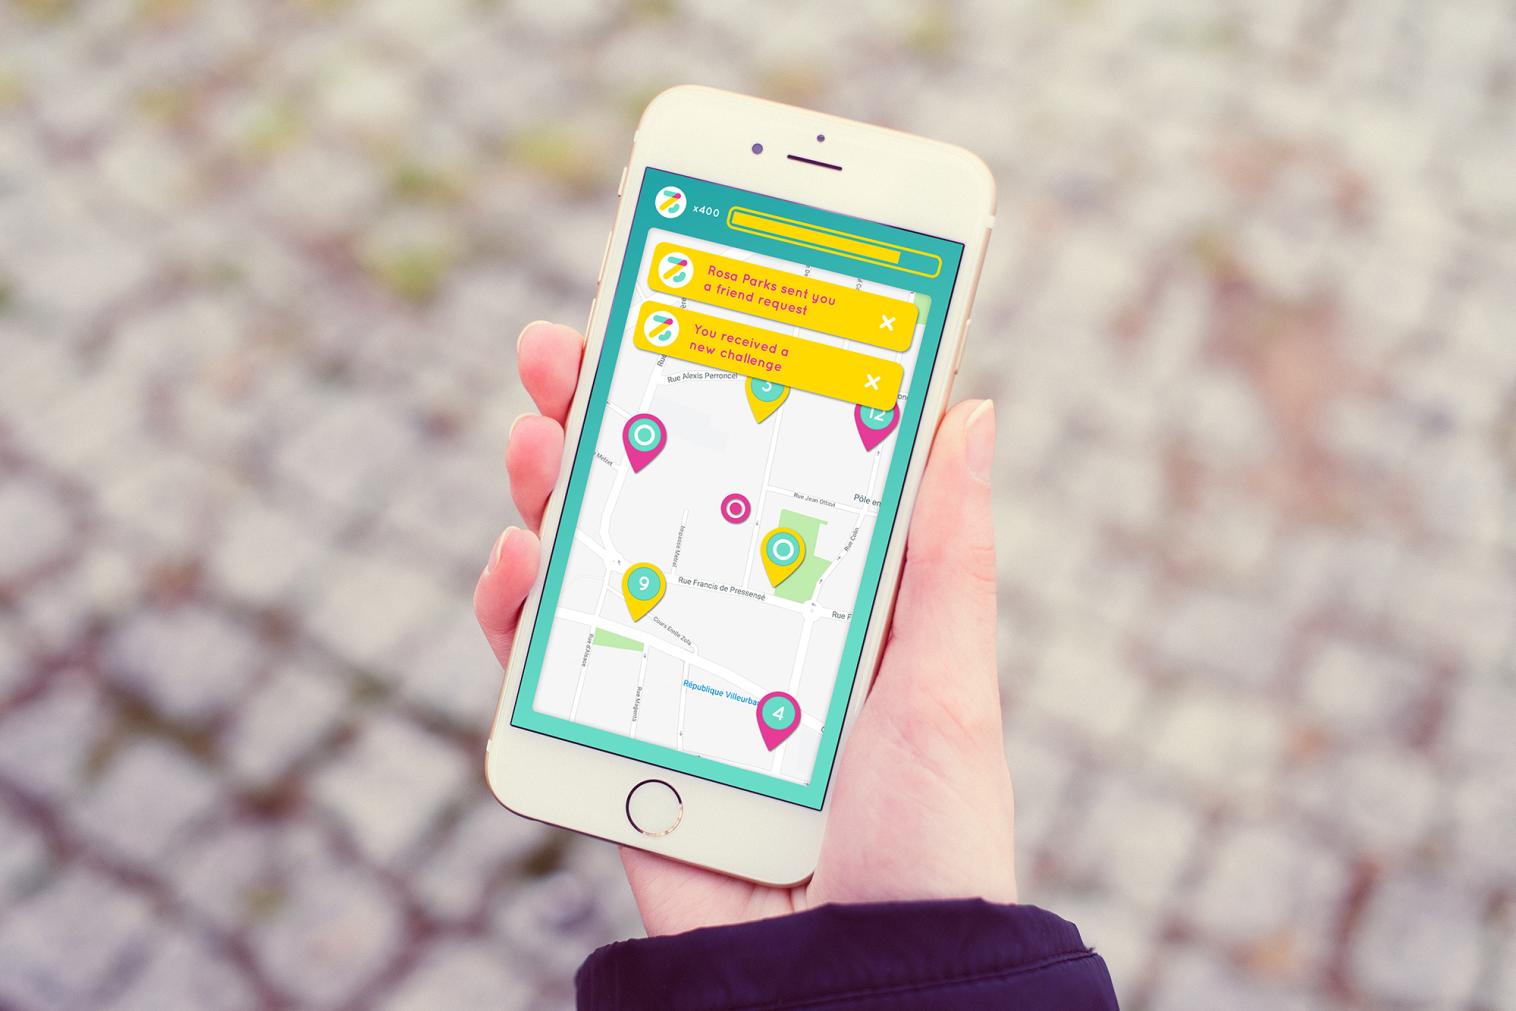 x400
Rosa Parks sent you
a friend request
You received a
new challenge
Rue Alexis Perroncel
3
12
Rue Jean Ottavi
Pôle en
Rue Colin
Impasse Métral
9
Rue Francis de Pressensé
Rue F
Cours Emile Zola
Rue d'Alsace
Rue Magenta
République Villeurba
4